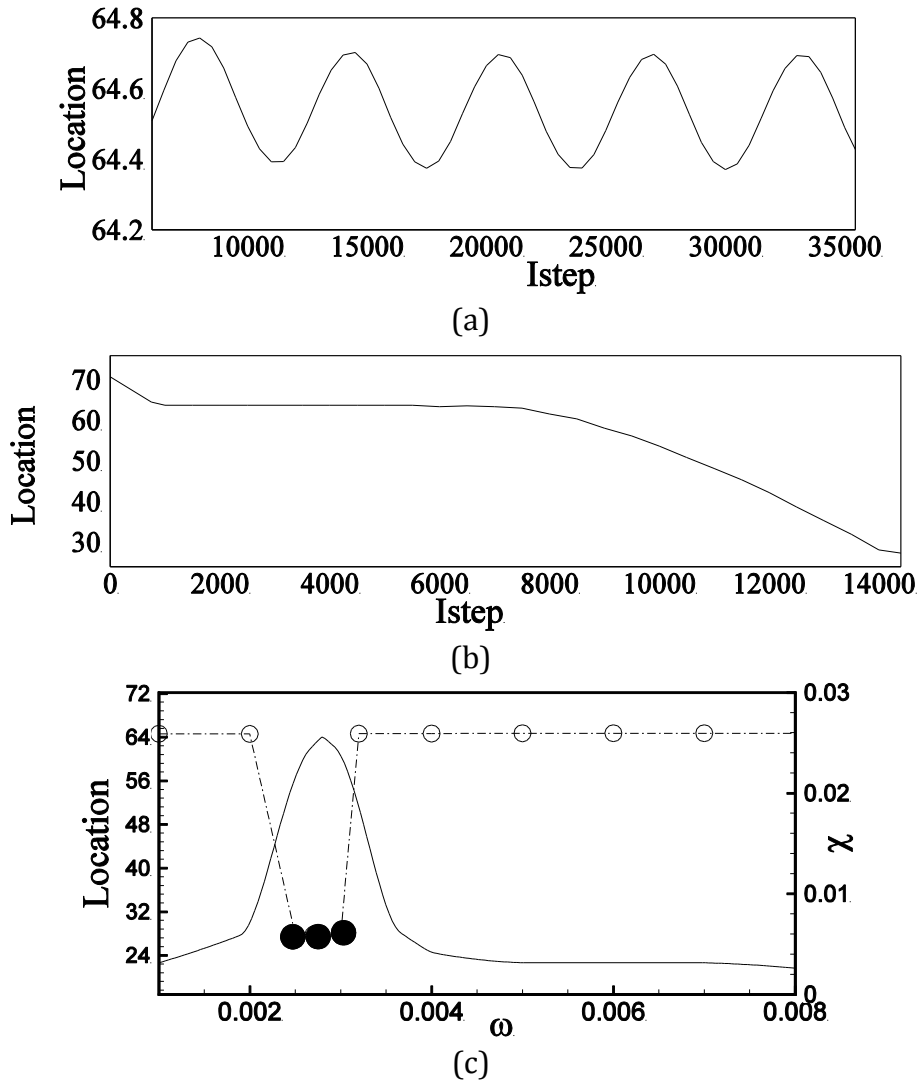 64.8
64.6
64.4
64.2
Location
10000 15000 20000 25000 30000 35000
Istep
(a)
70
60
50
40
30
Location
0 2000 4000 6000 8000 10000 12000 14000
Istep
(b)
72
64
56
48
40
32
24
Location
0.03
0.02
0.01
0
χ
0.002 0.004 0.006 0.008
ω
(c)